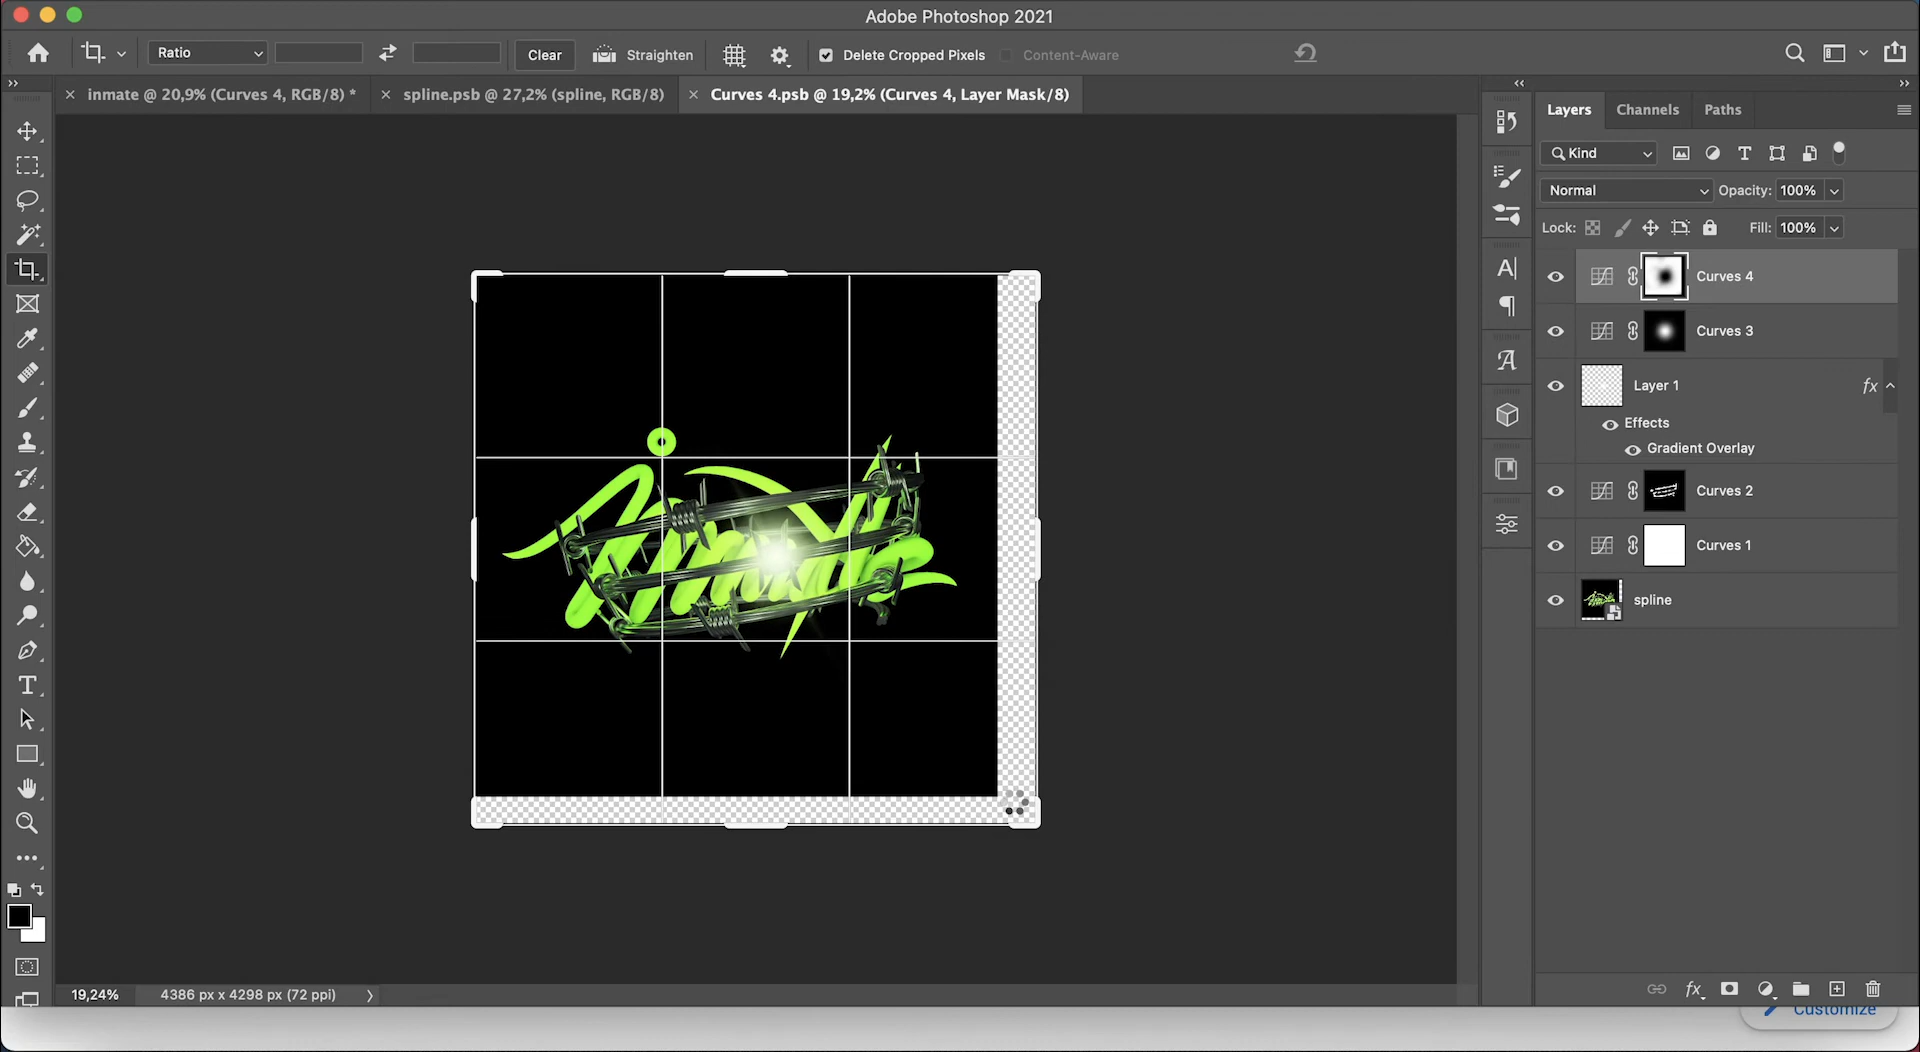 Adobe Photoshop 2021
Ratio
Clear
Straighten
Delete Cropped Pixels
Content-Aware
inmate @ 20,9% (Curves 4, RGB/8) *
spline.psb @ 27,2% (spline, RGB/8)
Curves 4.psb @ 19,2% (Curves 4, Layer Mask/8)
Layers
Channels
Paths
Kind
Normal
Opacity: 100%
Lock:
Fill: 100%
Curves 4
Curves 3
Layer 1
fx
Effects
Gradient Overlay
Curves 2
Curves 1
spline
inmate
19,24%
4386 px x 4298 px (72 ppi)
fx
Customize